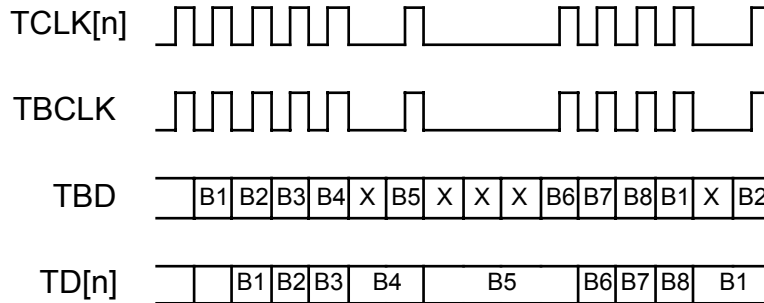 TCLK[n]
TBCLK
TBD B1 B2 B3 B4 X B5 X X X B6 B7 B8 B1 X B2
TD[n] B1 B2 B3 B4 B5 B6 B7 B8 B1